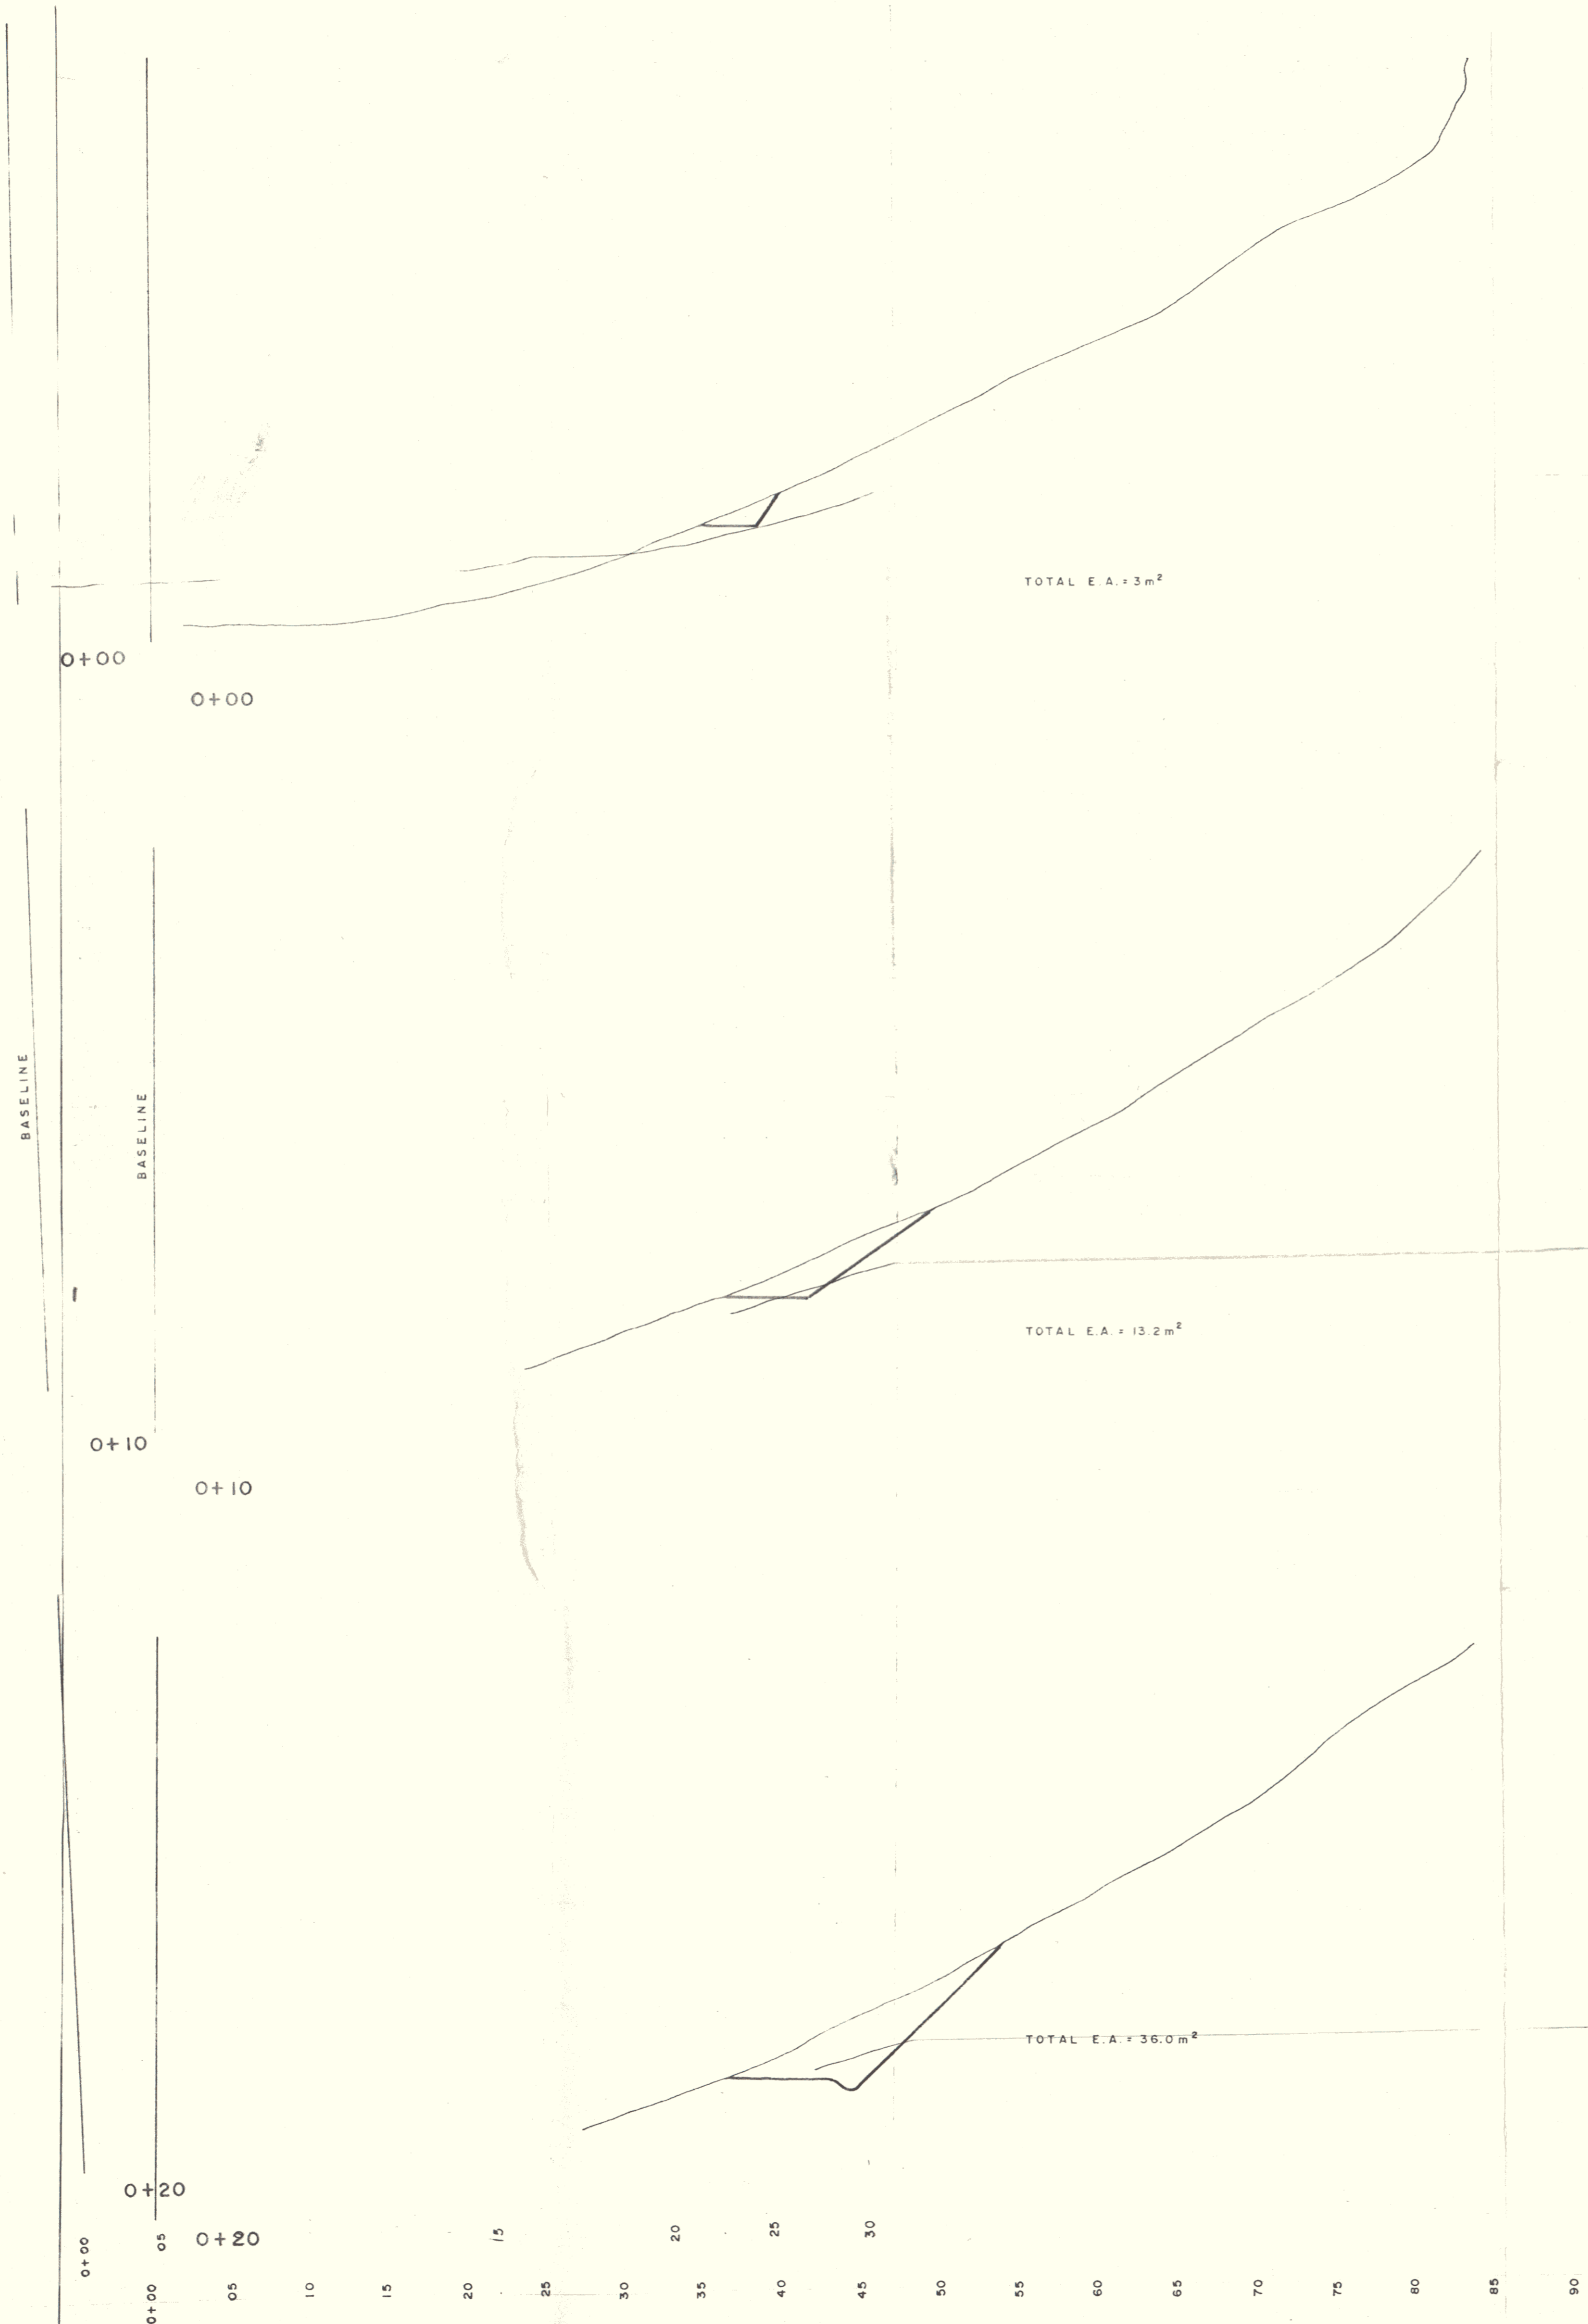 TOTAL E.A. = 3 m²
0+00
0+00
BASELINE
BASELINE
TOTAL E.A. = 13.2 m²
0+10
0+10
TOTAL E.A. = 36.0 m²
0+20
0+20
0+00 05 15 20 25 30
0+00 05 10 15 20 25 30 35 40 45 50 55 60 65 70 75 80 85 90